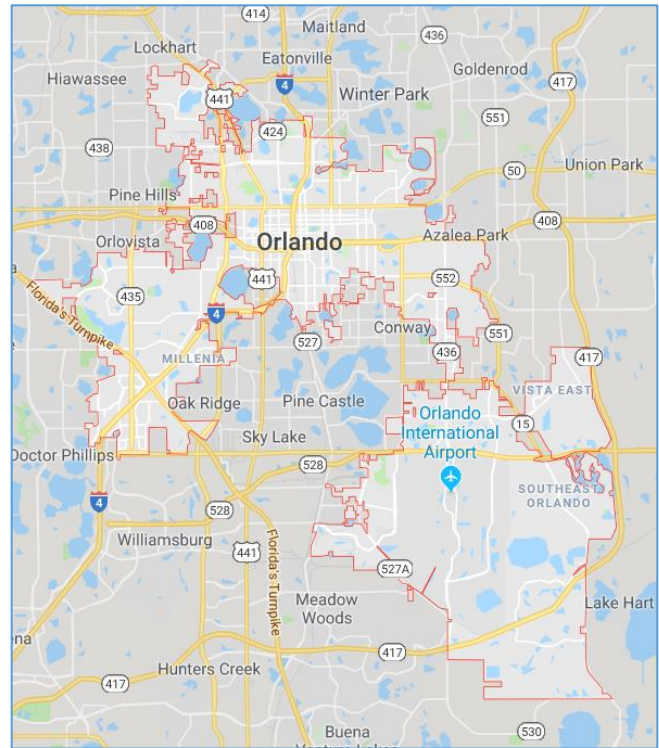 414
Maitland
436
Lockhart
Eatonville
Goldenrod
Hiawassee
4
417
441
Winter Park
424
551
438
50
Union Park
Pine Hills
408
408
Orlovista
Orlando
Azalea Park
441
552
435
Florida's Turnpike
4
527
Conway
551
436
417
MILLENIA
VISTA EAST
Oak Ridge
Pine Castle
Orlando
International
Airport
15
Sky Lake
Doctor Phillips
528
SOUTHEAST
ORLANDO
4
528
Williamsburg
441
Florida's Turnpike
527A
Meadow
Woods
Lake Hart
ena
417
Hunters Creek
417
Buena
530
Ventura Lakes